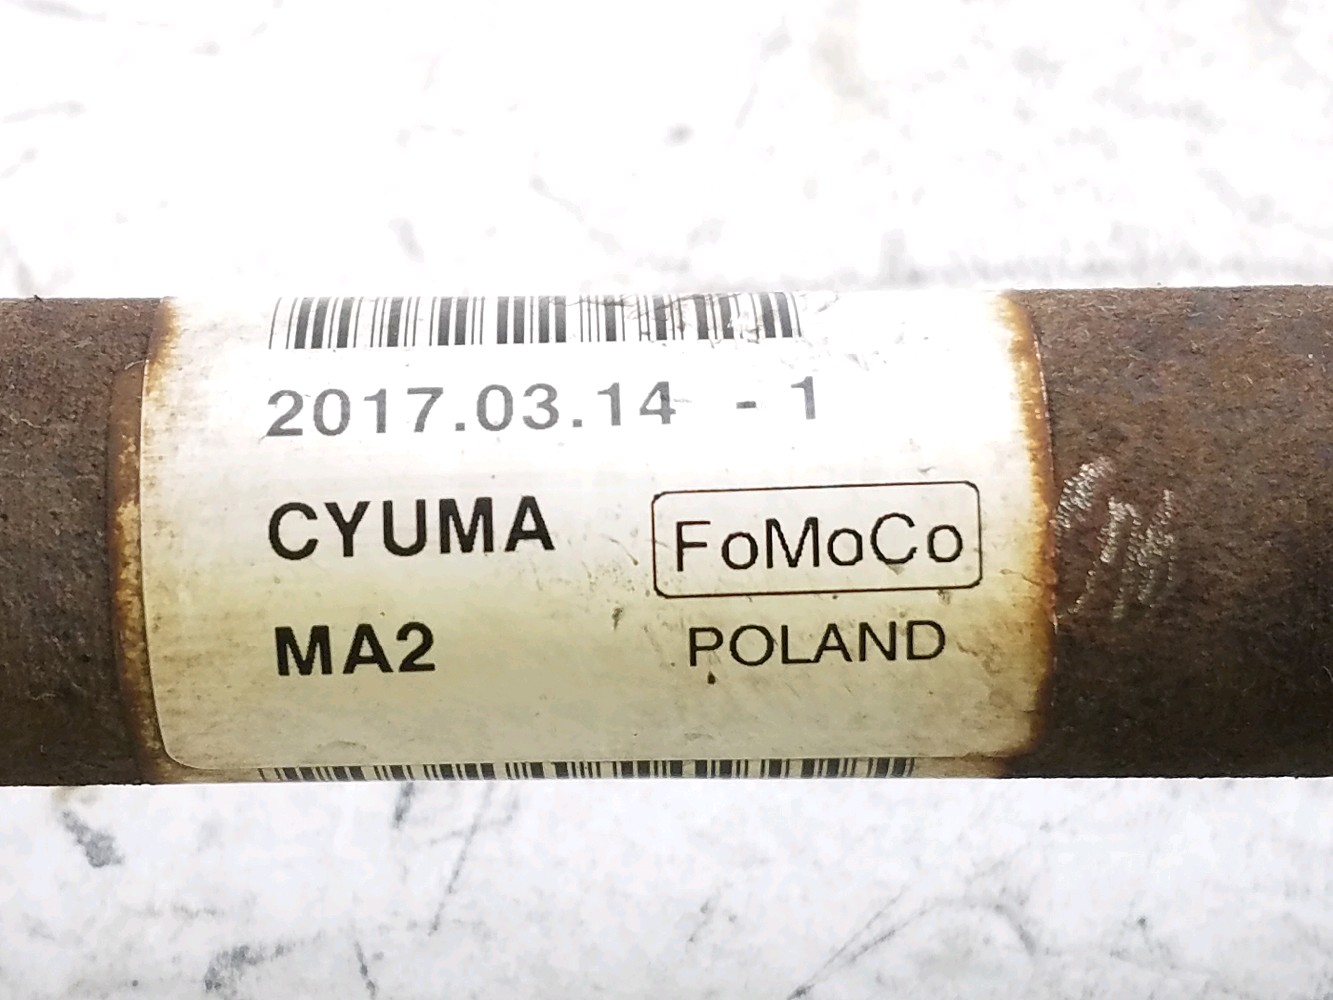 2017.03.14 - 1
CYUMA
FoMoCo
MA2
POLAND